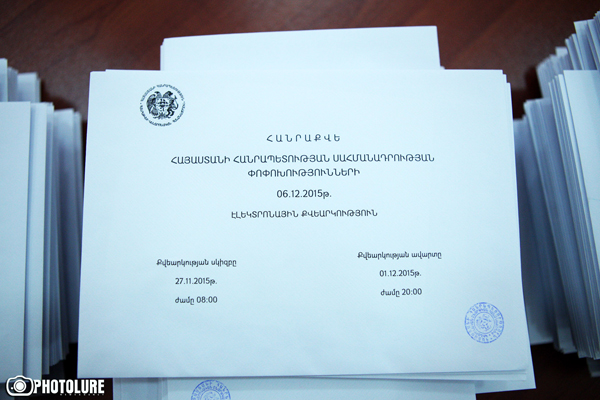 ՀԱՆՐԱՔՎԵ
ՀԱՅԱՍՏԱՆԻ ՀԱՆՐԱՊԵՏՈՒԹՅԱՆ ՍԱՀՄԱՆԱԴՐՈՒԹՅԱՆ
ՓՈՓՈԽՈՒԹՅՈՒՆՆԵՐԻ
06.12.2015թ.
ԷԼԵԿՏՐՈՆԱՅԻՆ ՔՎԵԱՐԿՈՒԹՅՈՒՆ
Քվեարկության սկիզբը
27.11.2015թ.
ժամը 08:00
Քվեարկության ավարտը
01.12.2015թ.
ժամը 20:00
PHOTOLURE